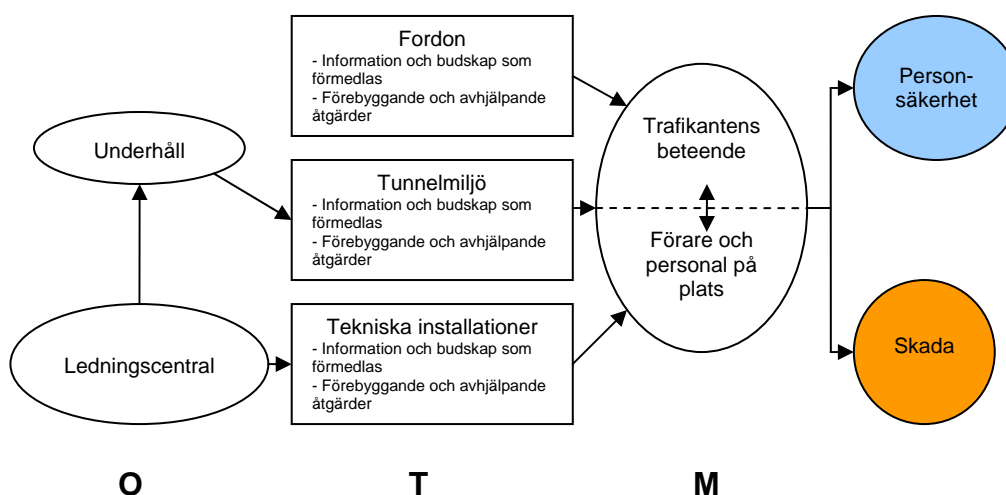 Underhåll
Ledningscentral
Fordon
- Information och budskap som
förmedlas
- Förebyggande och avhjälpande
åtgärder
Tunnelmiljö
- Information och budskap som
förmedlas
- Förebyggande och avhjälpande
åtgärder
Tekniska installationer
- Information och budskap som
förmedlas
- Förebyggande och avhjälpande
åtgärder
Trafikantens
beteende
Förare och
personal på
plats
Person-
säkerhet
Skada
O T M